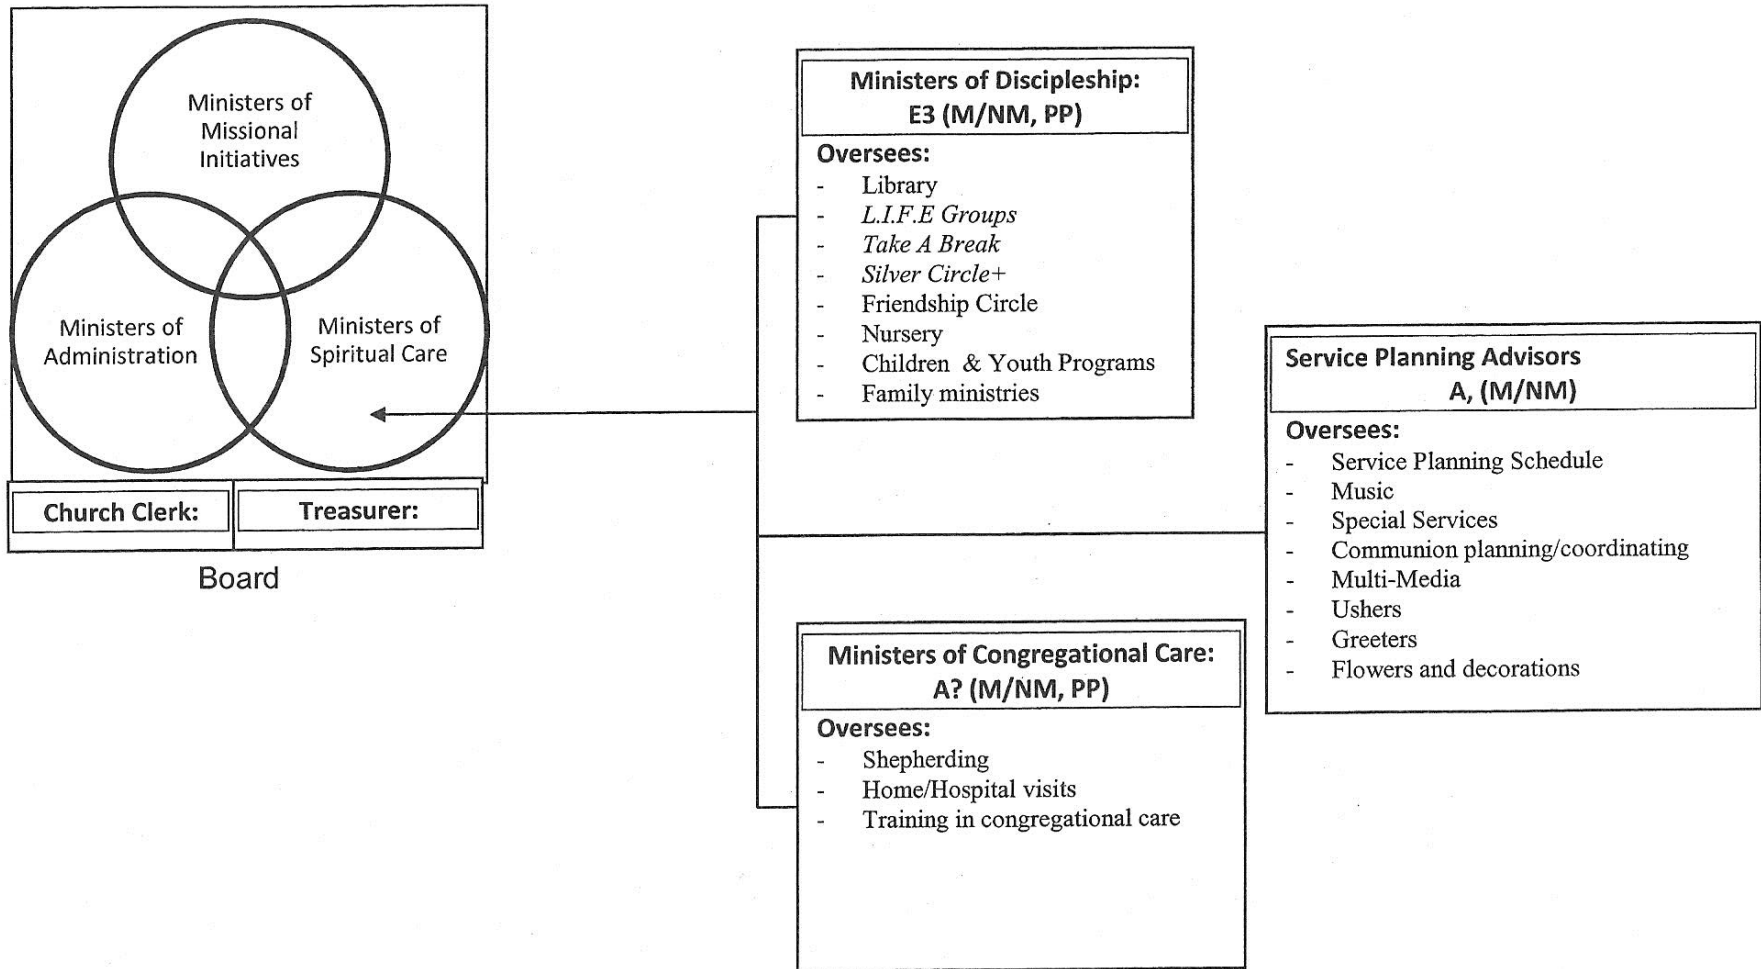 Ministers of
Missional
Initiatives
Ministers of
Administration
Ministers of
Spiritual Care
Church Clerk:
Treasurer:
Board
Ministers of Discipleship:
E3 (M/NM, PP)
Oversees:
- Library
- L.I.F.E Groups
- Take A Break
- Silver Circle+
- Friendship Circle
- Nursery
- Children & Youth Programs
- Family ministries
Ministers of Congregational Care:
A? (M/NM, PP)
Oversees:
- Shepherding
- Home/Hospital visits
- Training in congregational care
Service Planning Advisors
A, (M/NM)
Oversees:
- Service Planning Schedule
- Music
- Special Services
- Communion planning/coordinating
- Multi-Media
- Ushers
- Greeters
- Flowers and decorations